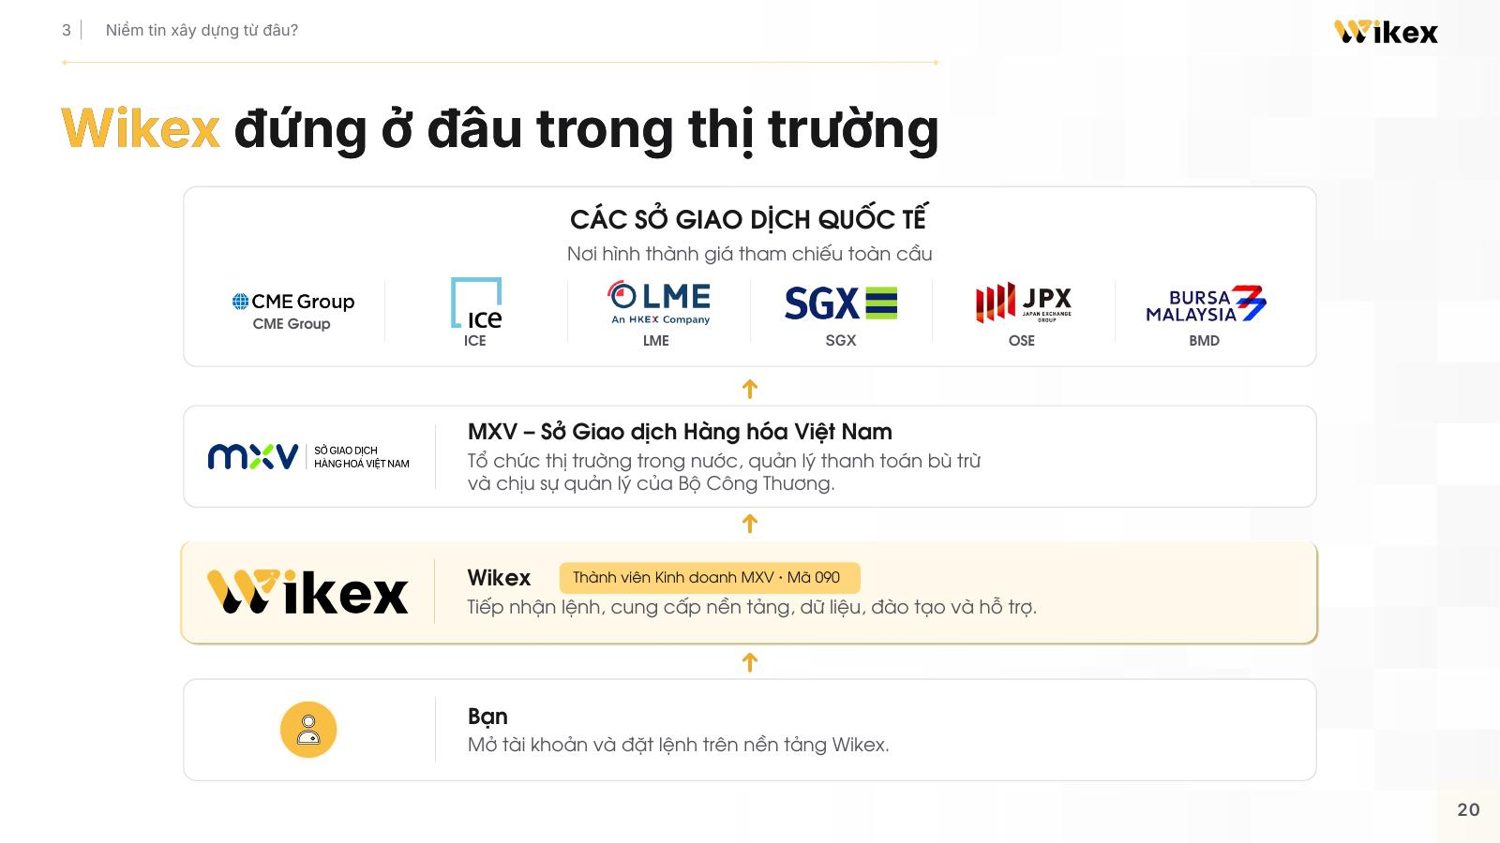 3
Niềm tin xây dựng từ đâu?
Wikex
Wikex đứng ở đâu trong thị trường
CÁC SỞ GIAO DỊCH QUỐC TẾ
Nơi hình thành giá tham chiếu toàn cầu
CME Group
CME Group
ice
ICE
LME
An HKEX Company
LME
SGX
SGX
JPX
JAPAN EXCHANGE
GROUP
OSE
BURSA
MALAYSIA
BMD
mxv
SỞ GIAO DỊCH
HÀNG HOÁ VIỆT NAM
MXV – Sở Giao dịch Hàng hóa Việt Nam
Tổ chức thị trường trong nước, quản lý thanh toán bù trừ
và chịu sự quản lý của Bộ Công Thương.
Wikex
Wikex
Thành viên Kinh doanh MXV · Mã 090
Tiếp nhận lệnh, cung cấp nền tảng, dữ liệu, đào tạo và hỗ trợ.
Bạn
Mở tài khoản và đặt lệnh trên nền tảng Wikex.
20